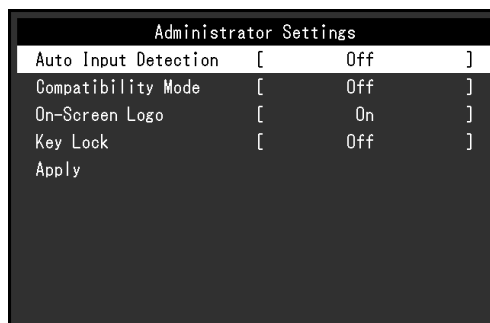 Administrator Settings
Auto Input Detection [ Off ]
Compatibility Mode [ Off ]
On-Screen Logo [ On ]
Key Lock [ Off ]
Apply